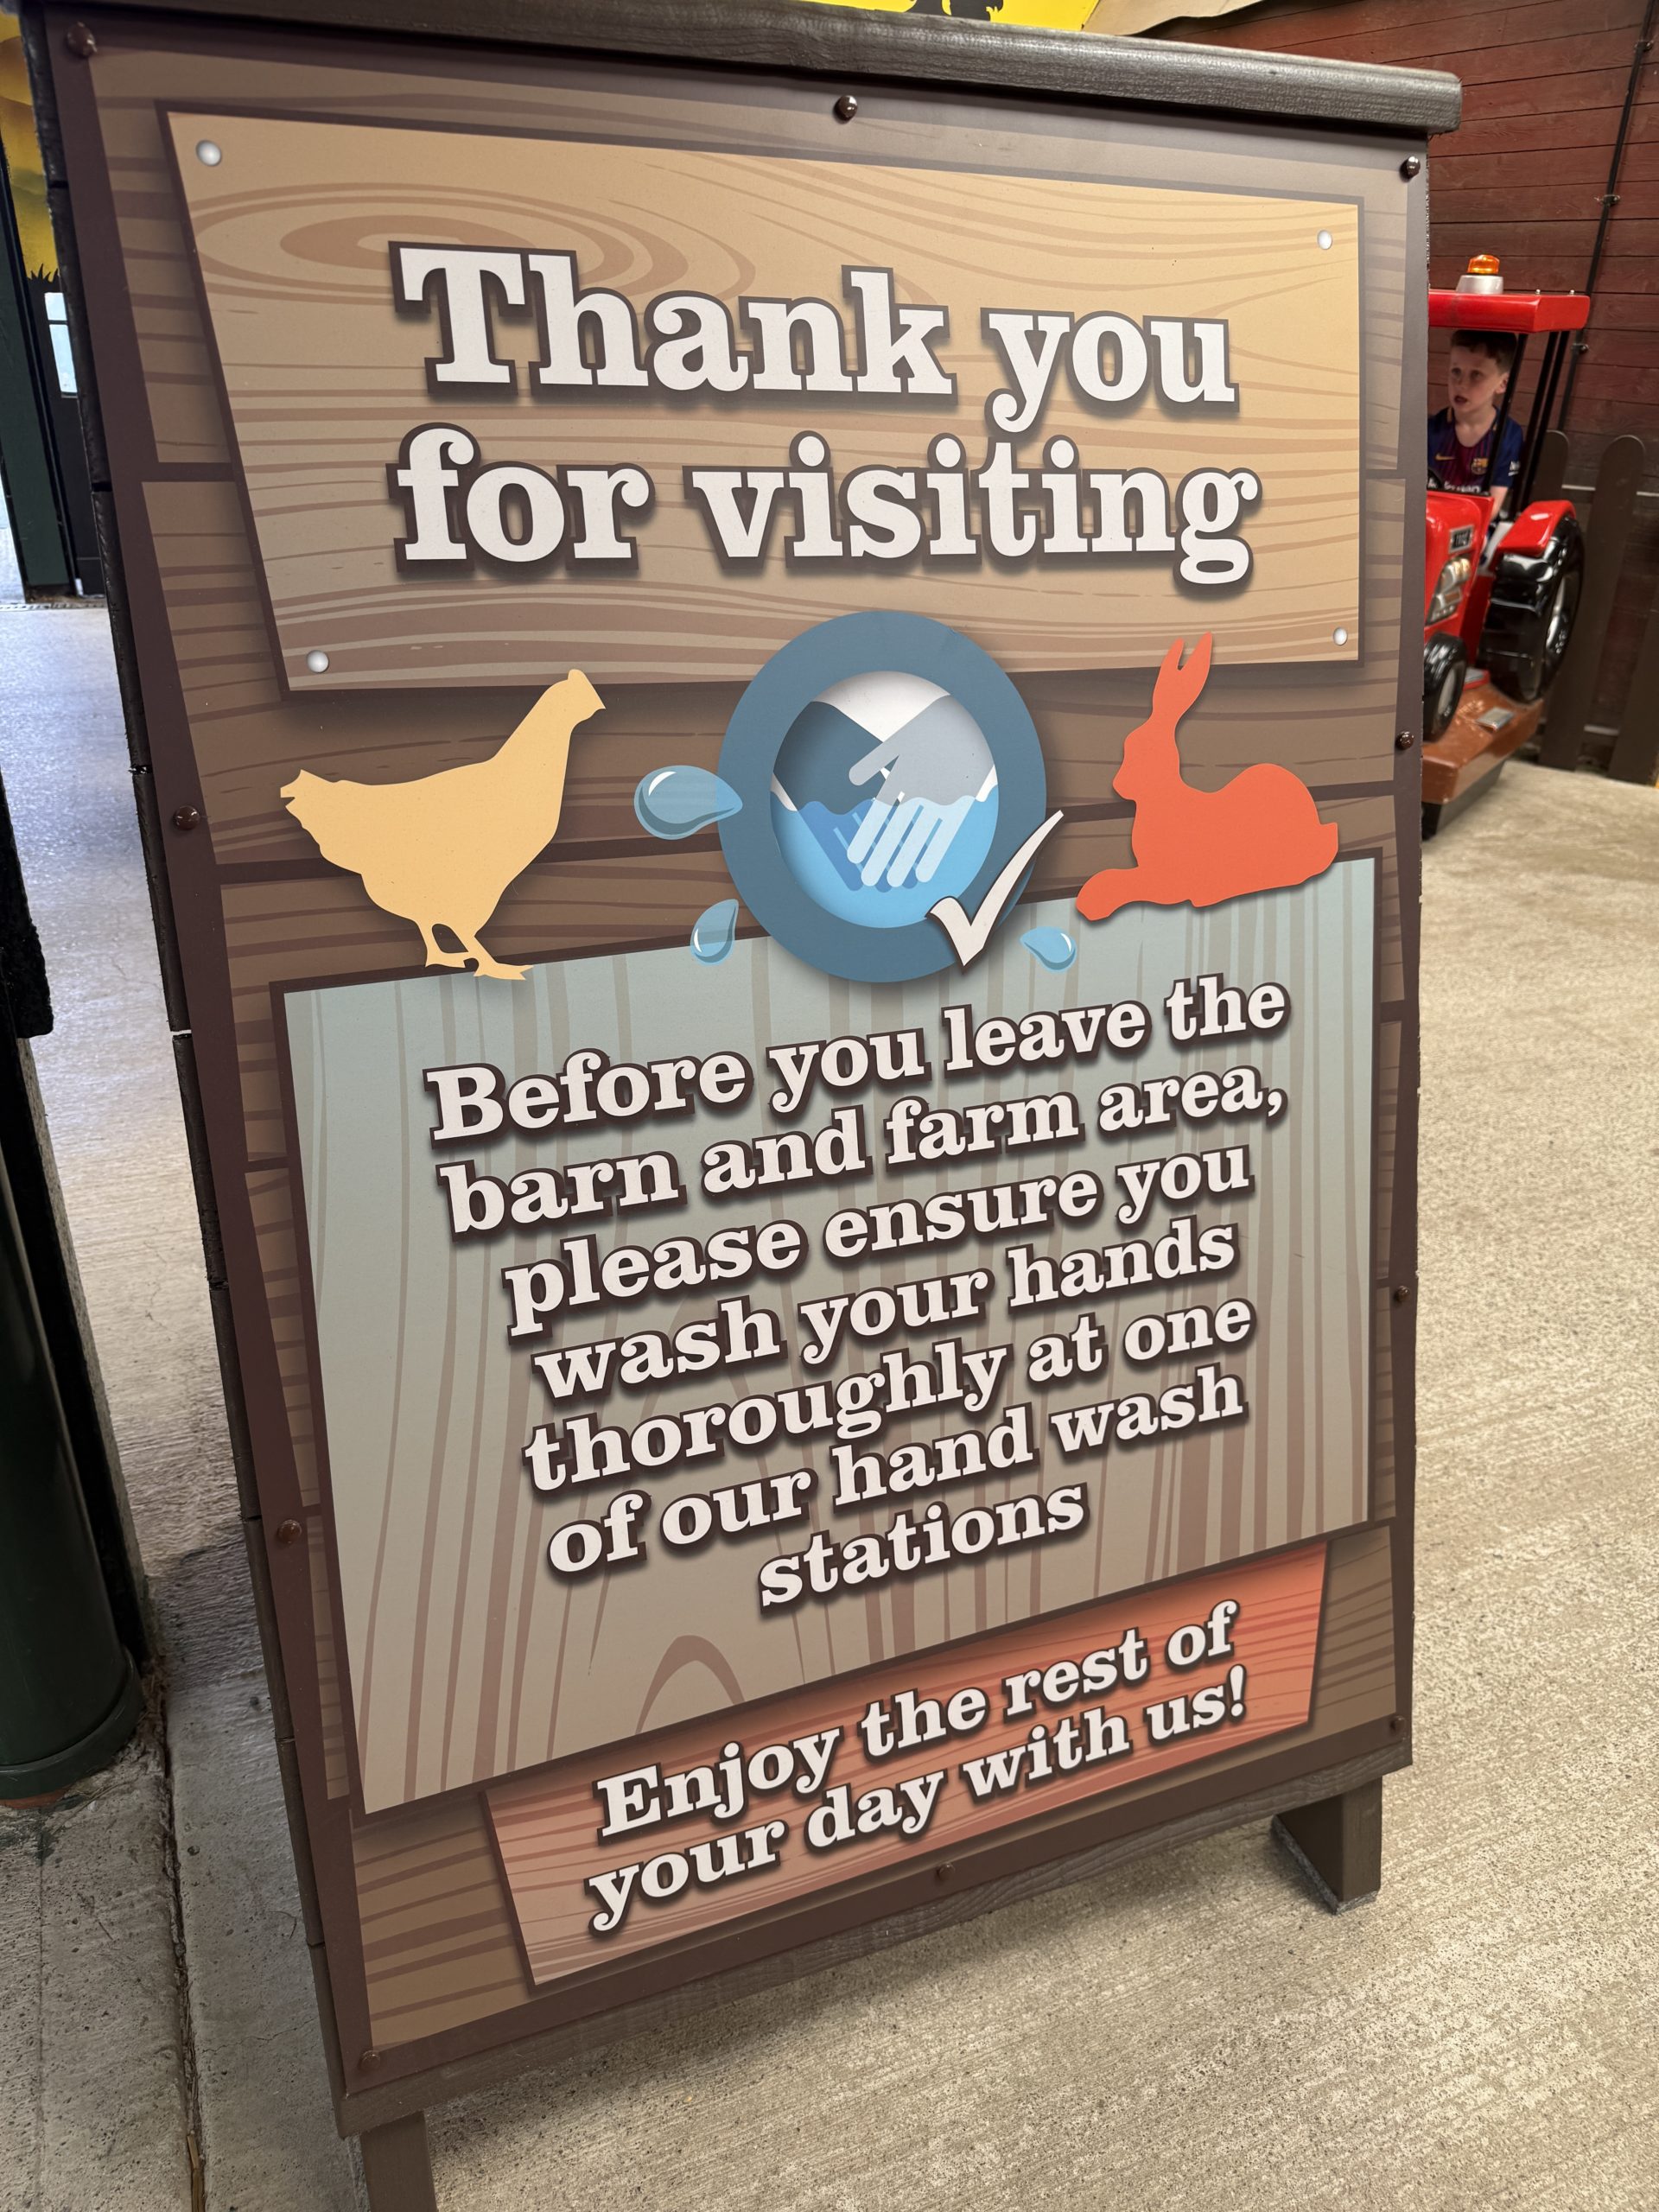 Thank you
for visiting
Before you leave the
barn and farm area,
please ensure you
wash your hands
thoroughly at one
of our hand wash
stations
Enjoy the rest of
your day with us!